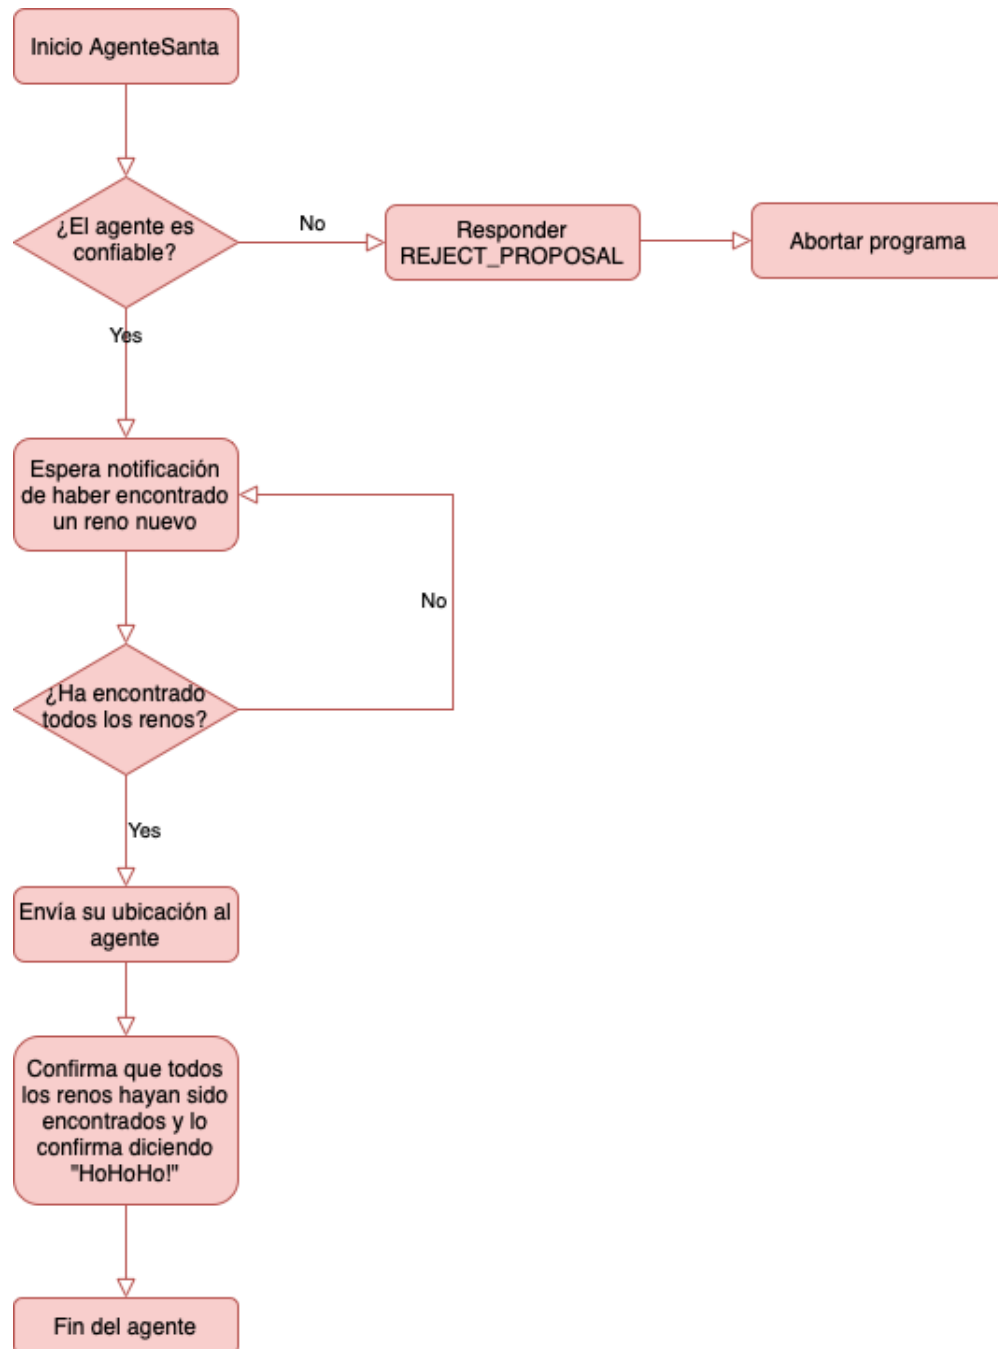 Inicio AgenteSanta
¿El agente es
confiable?
No
Responder
REJECT_PROPOSAL
Abortar programa
Yes
Espera notificación
de haber encontrado
un reno nuevo
No
¿Ha encontrado
todos los renos?
Yes
Envía su ubicación al
agente
Confirma que todos
los renos hayan sido
encontrados y lo
confirma diciendo
"HoHoHo!"
Fin del agente